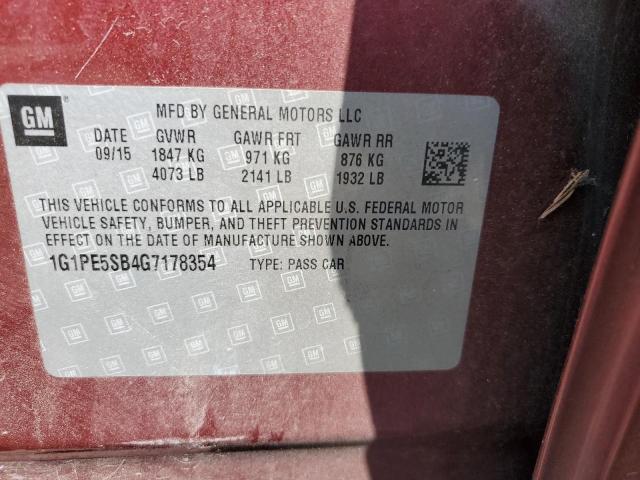 GM
MFD BY GENERAL MOTORS LLC
DATE GVWR GAWR FRT GAWR RR
09/15 1847 KG 971 KG 876 KG
4073 LB 2141 LB 1932 LB
THIS VEHICLE CONFORMS TO ALL APPLICABLE U.S. FEDERAL MOTOR
VEHICLE SAFETY, BUMPER, AND THEFT PREVENTION STANDARDS
IN EFFECT ON THE DATE OF MANUFACTURE SHOWN ABOVE.
1G1PE5SB4G7178354 TYPE: PASS CAR